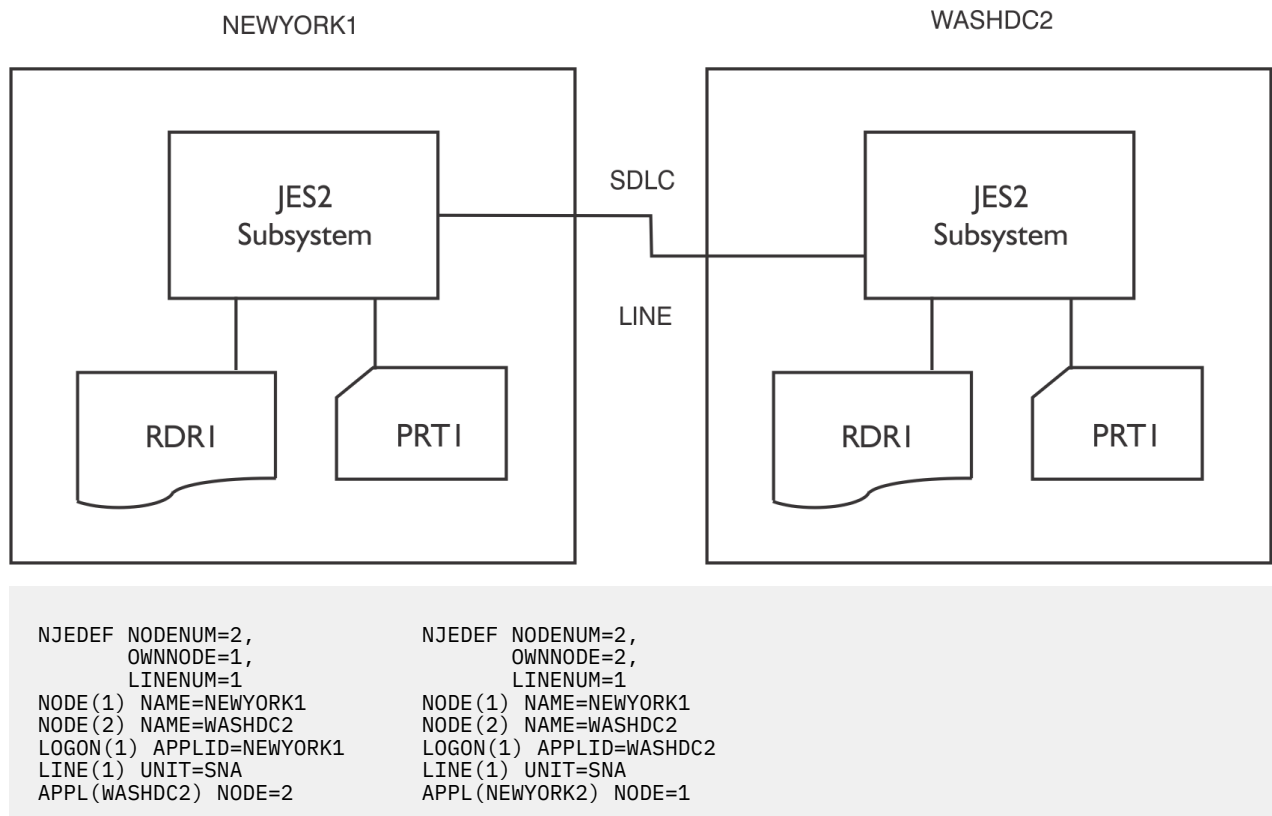 NEWYORK1
WASHDC2
JES2
Subsystem
SDLC
LINE
JES2
Subsystem
RDR1
PRT1
RDR1
PRT1
NJEDEF NODENUM=2,
OWNNODE=1,
LINENUM=1
NODE(1) NAME=NEWYORK1
NODE(2) NAME=WASHDC2
LOGON(1) APPLID=NEWYORK1
LINE(1) UNIT=SNA
APPL(WASHDC2) NODE=2
NJEDEF NODENUM=2,
OWNNODE=2,
LINENUM=1
NODE(1) NAME=NEWYORK1
NODE(2) NAME=WASHDC2
LOGON(1) APPLID=WASHDC2
LINE(1) UNIT=SNA
APPL(NEWYORK2) NODE=1